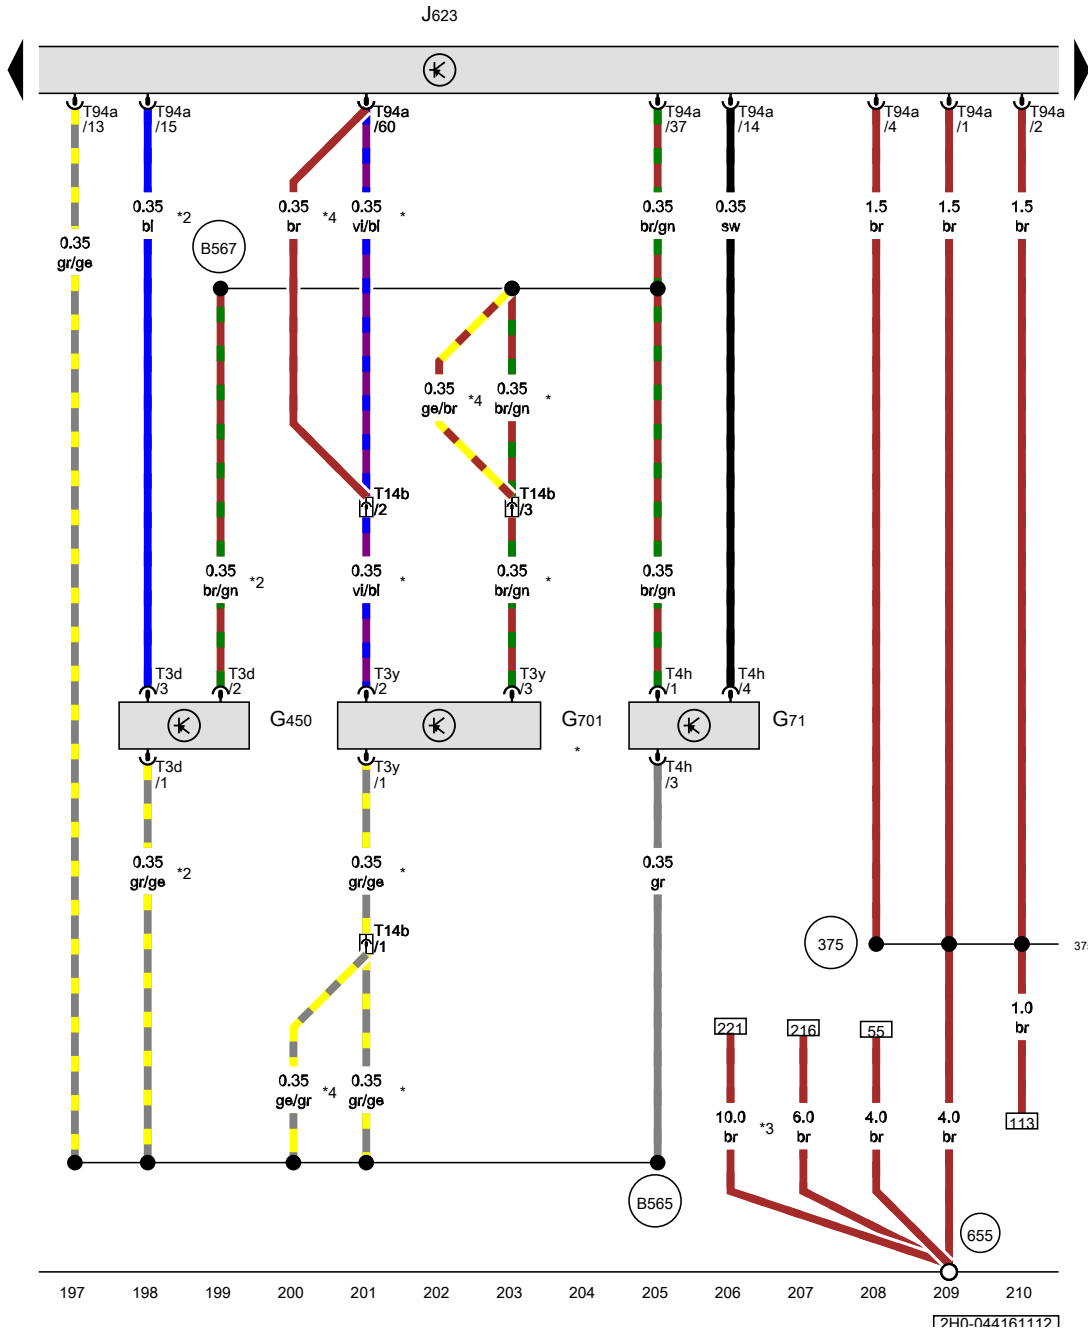 J623
T94a /13
T94a /15
T94a /60
T94a /37
T94a /14
T94a /4
T94a /1
T94a /2
0.35 bl *2
0.35 br *4
0.35 vi/bl *
0.35 br/gn
0.35 sw
1.5 br
1.5 br
1.5 br
0.35 gr/ge
B567
0.35 ge/br *4
0.35 br/gn *
T14b /2
T14b /3
0.35 br/gn *2
0.35 vi/bl *
0.35 br/gn *
0.35 br/gn
T3d /3
T3d /2
T3y /2
T3y /3
T4h /1
T4h /4
G450
G701 *
G71
T3d /1
T3y /1
T4h /3
0.35 gr/ge *2
0.35 gr/ge *
0.35 gr
T14b /1
375
1.0 br
221
216
55
113
0.35 ge/gr *4
0.35 gr/ge *
10.0 br *3
6.0 br
4.0 br
4.0 br
B565
655
197 198 199 200 201 202 203 204 205 206 207 208 209 210
2H0-044161112